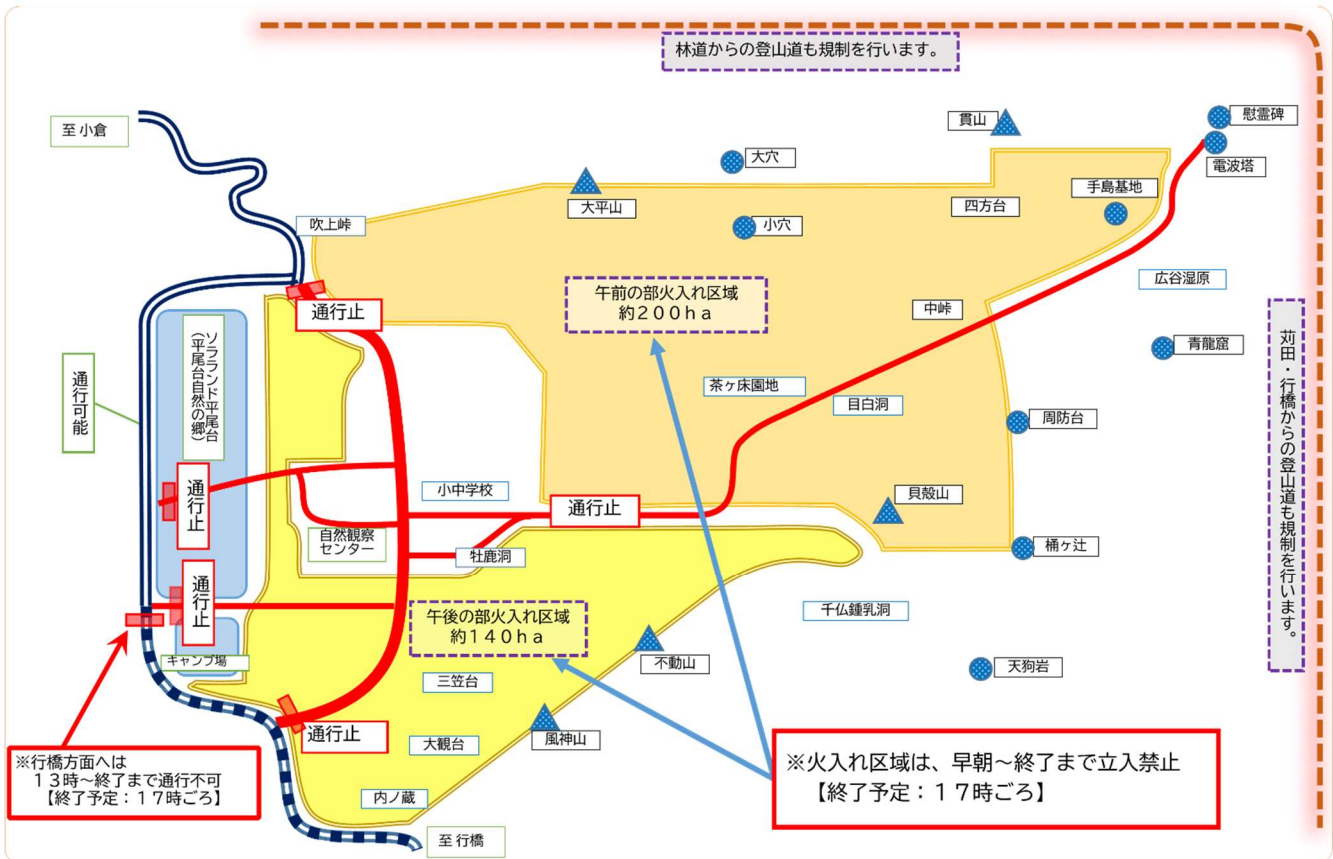 林道からの登山道も規制を行います。
至 小倉
貫山
慰霊碑
電波塔
大穴
手島基地
大平山
四方台
吹上峠
小穴
広谷湿原
午前の部火入れ区域
約200ha
通行止
中峠
ソラランド平尾台
(平尾台自然の郷)
通行可能
青龍窟
苅田・行橋からの登山道も規制を行います。
茶ヶ床園地
目白洞
周防台
通行止
小中学校
通行止
貝殻山
自然観察
センター
牡鹿洞
桶ヶ辻
通行止
午後の部火入れ区域
約140ha
千仏鍾乳洞
キャンプ場
不動山
天狗岩
三笠台
通行止
大観台
風神山
※行橋方面へは
13時～終了まで通行不可
【終了予定：17時ごろ】
※火入れ区域は、早朝～終了まで立入禁止
【終了予定：17時ごろ】
内ノ蔵
至 行橋